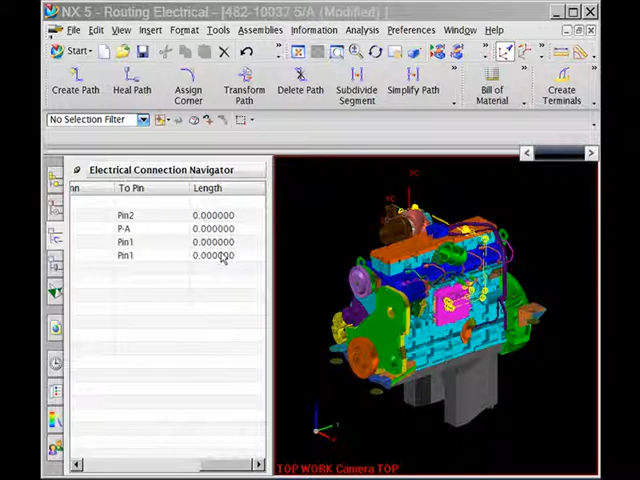 NX 5 - Routing Electrical - [482-10037 S/A (Modified) ]
File Edit View Insert Format Tools Assemblies Information Analysis Preferences Window Help
Start
Create Path Heal Path Assign Corner Transform Path Delete Path Subdivide Segment Simplify Path Bill of Material Create Terminals
No Selection Filter
Electrical Connection Navigator
nn To Pin Length
Pin2 0.000000
P-A 0.000000
Pin1 0.000000
Pin1 0.000000
XC
TOP WORK Camera TOP